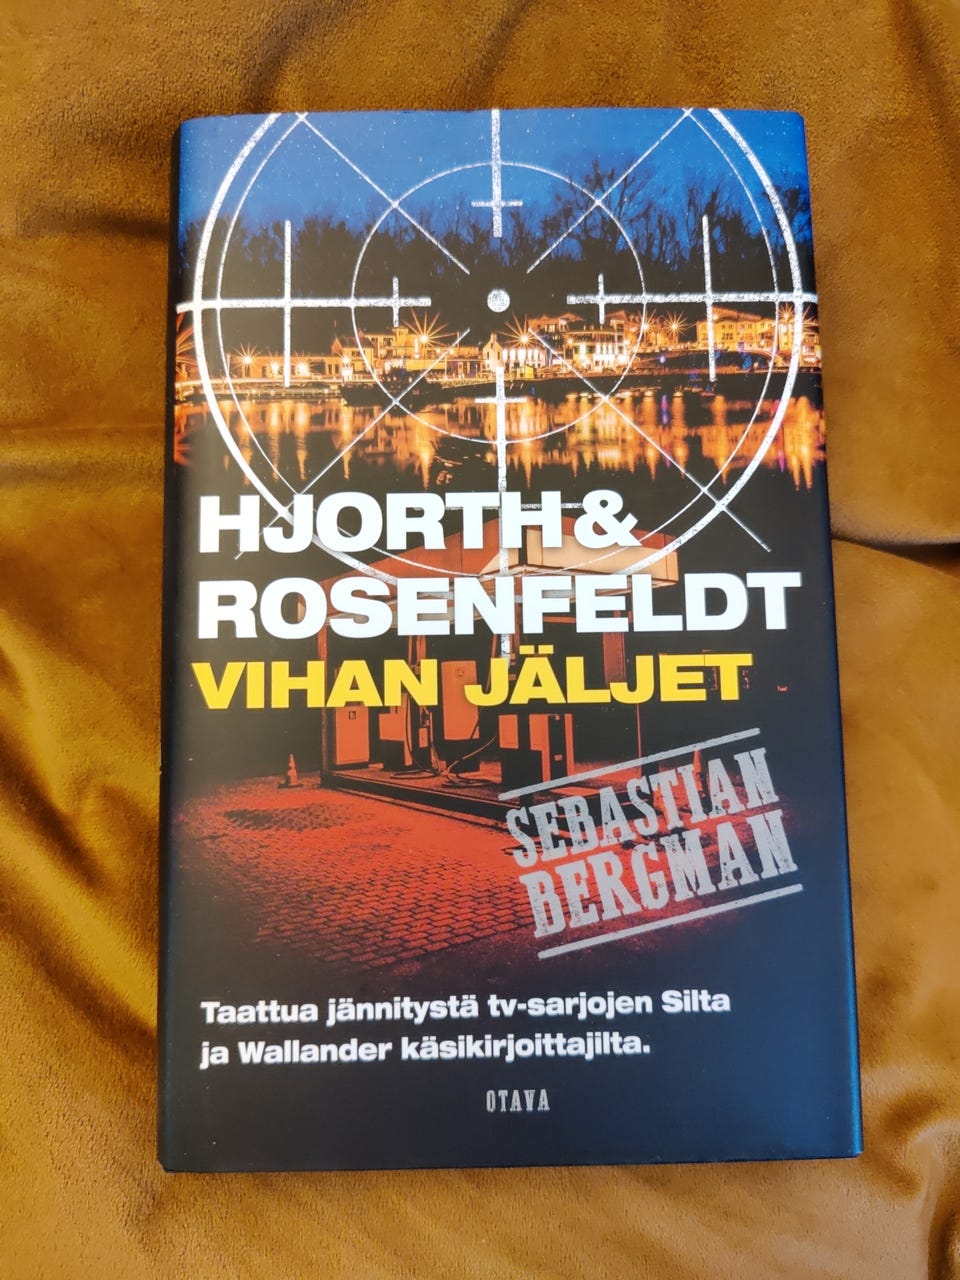 HJORTH &
ROSENFELDT
VIHAN JÄLJET
SEBASTIAN
BERGMAN
Taattua jännitystä tv-sarjojen Silta
ja Wallander käsikirjoittajilta.
OTAVA